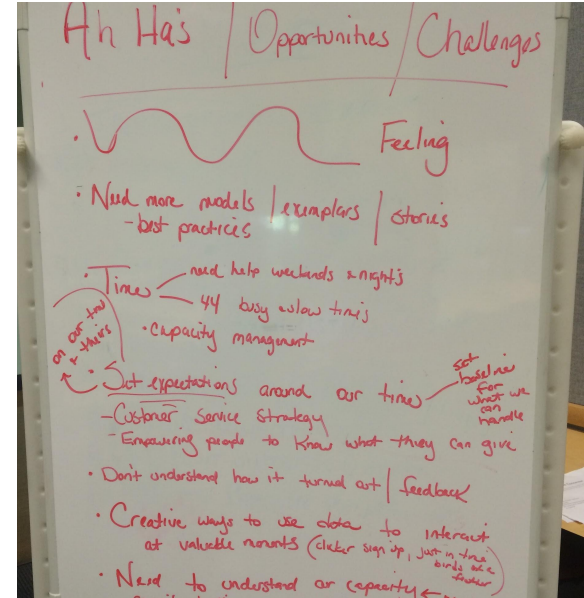 Ah Ha's | Opportunities / Challenges
• Feeling
• Need more models | exemplars | stories
- best practices
• Time
need help weekends & nights
busy & slow times
• Capacity management
on our time & theirs
• Set expectations around our time
set baseline for what we can handle
- Customer Service Strategy
- Empowering people to know what they can give
• Don't understand how it turned out | feedback
• Creative ways to use data to interact
at valuable moments (clicker sign up, just in time
birds
• Need to understand our capacity